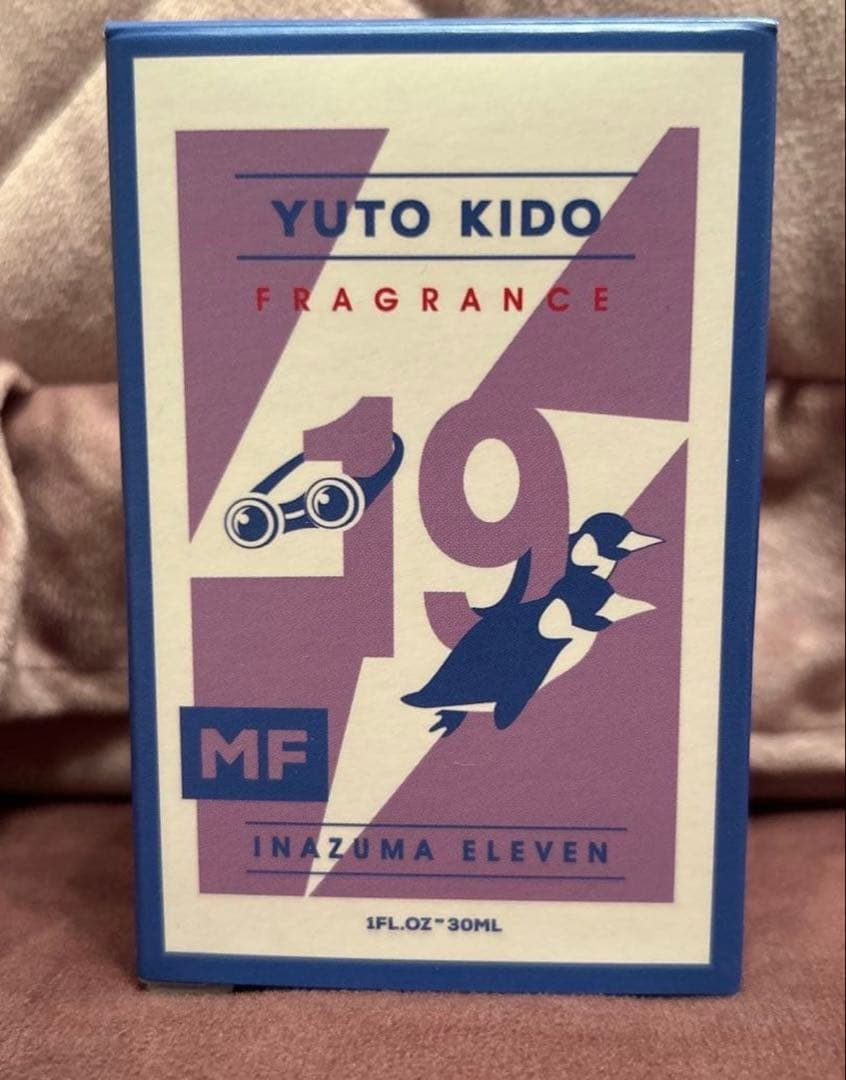 YUTO KIDO
FRAGRANCE
19
MF
INAZUMA ELEVEN
1FL.OZ=30ML